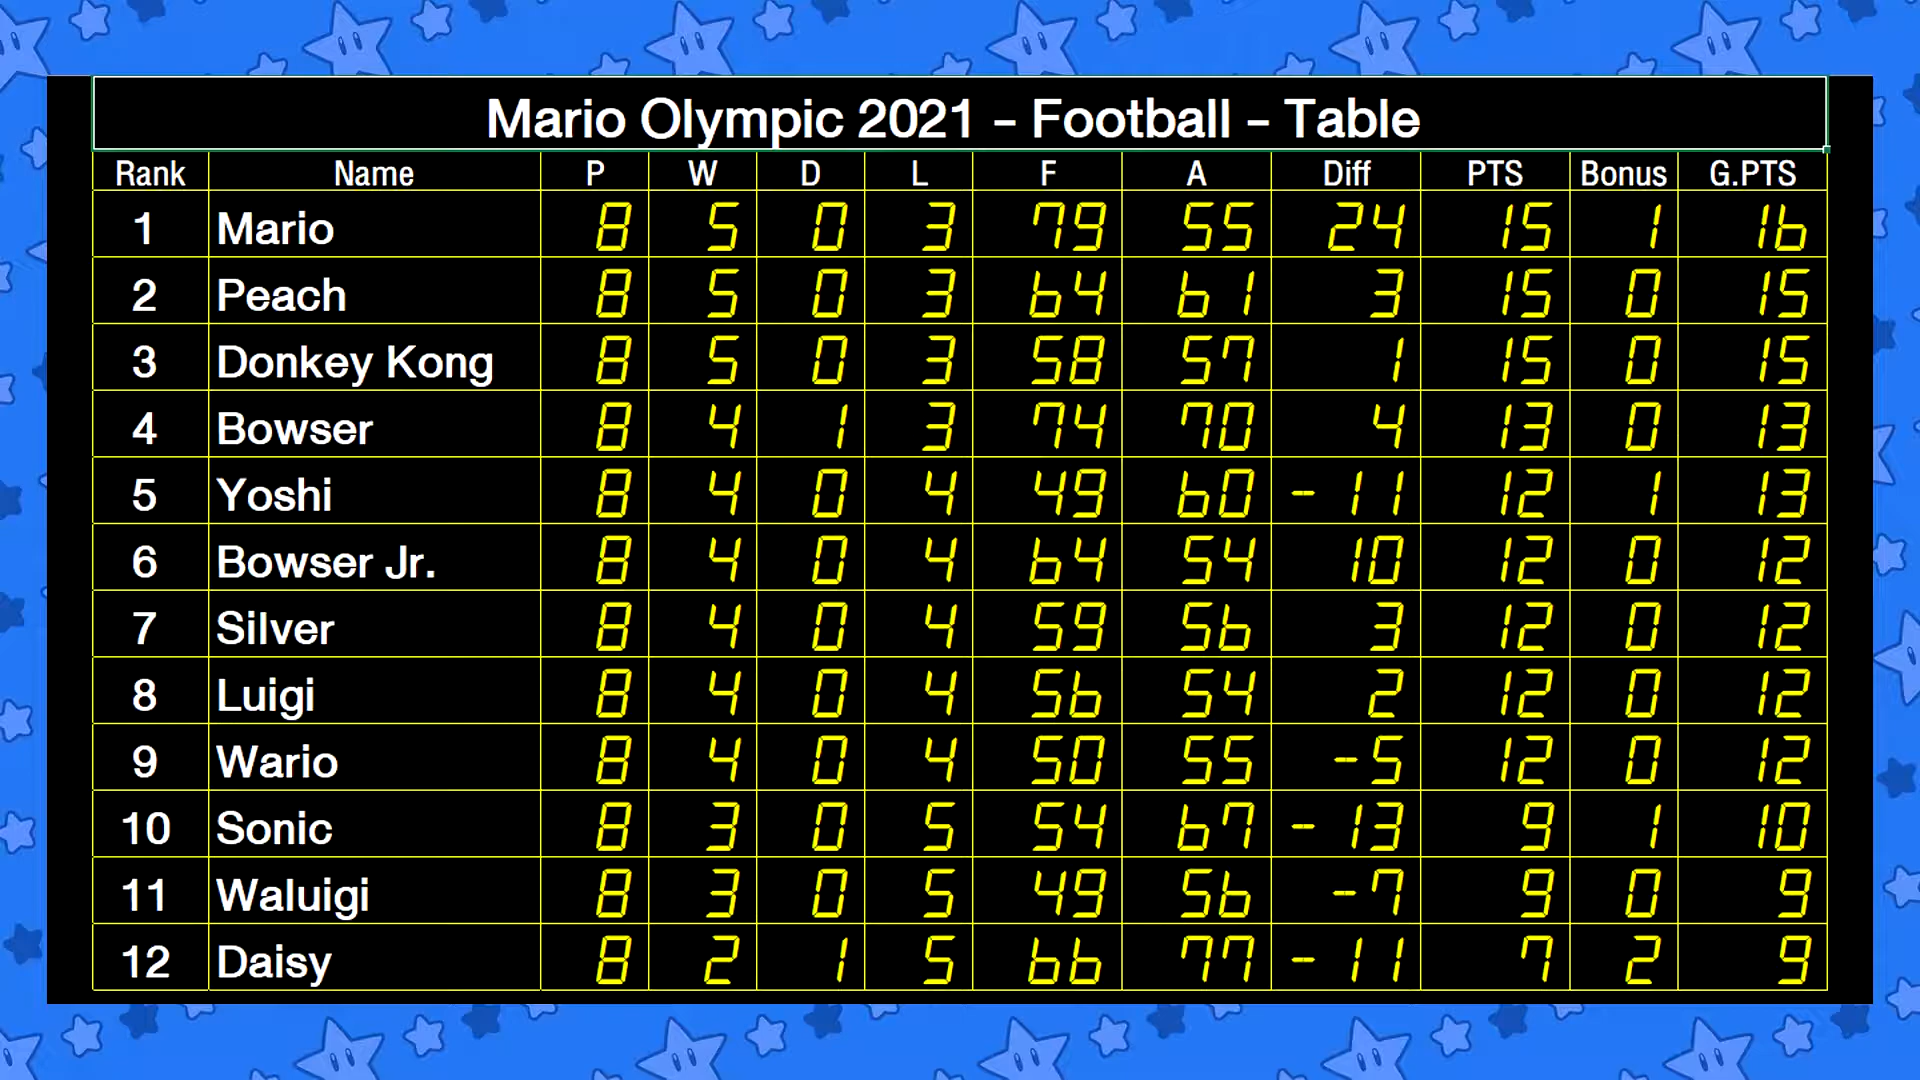 Mario Olympic 2021 – Football – Table
Rank Name P W D L F A Diff PTS Bonus G.PTS
1 Mario 8 5 0 3 79 55 24 15 1 16
2 Peach 8 5 0 3 64 61 3 15 0 15
3 Donkey Kong 8 5 0 3 58 57 1 15 0 15
4 Bowser 8 4 1 3 74 70 4 13 0 13
5 Yoshi 8 4 0 4 49 60 -11 12 1 13
6 Bowser Jr. 8 4 0 4 64 54 10 12 0 12
7 Silver 8 4 0 4 59 56 3 12 0 12
8 Luigi 8 4 0 4 56 54 2 12 0 12
9 Wario 8 4 0 4 50 55 -5 12 0 12
10 Sonic 8 3 0 5 54 67 -13 9 1 10
11 Waluigi 8 3 0 5 49 56 -7 9 0 9
12 Daisy 8 2 1 5 66 77 -11 7 2 9